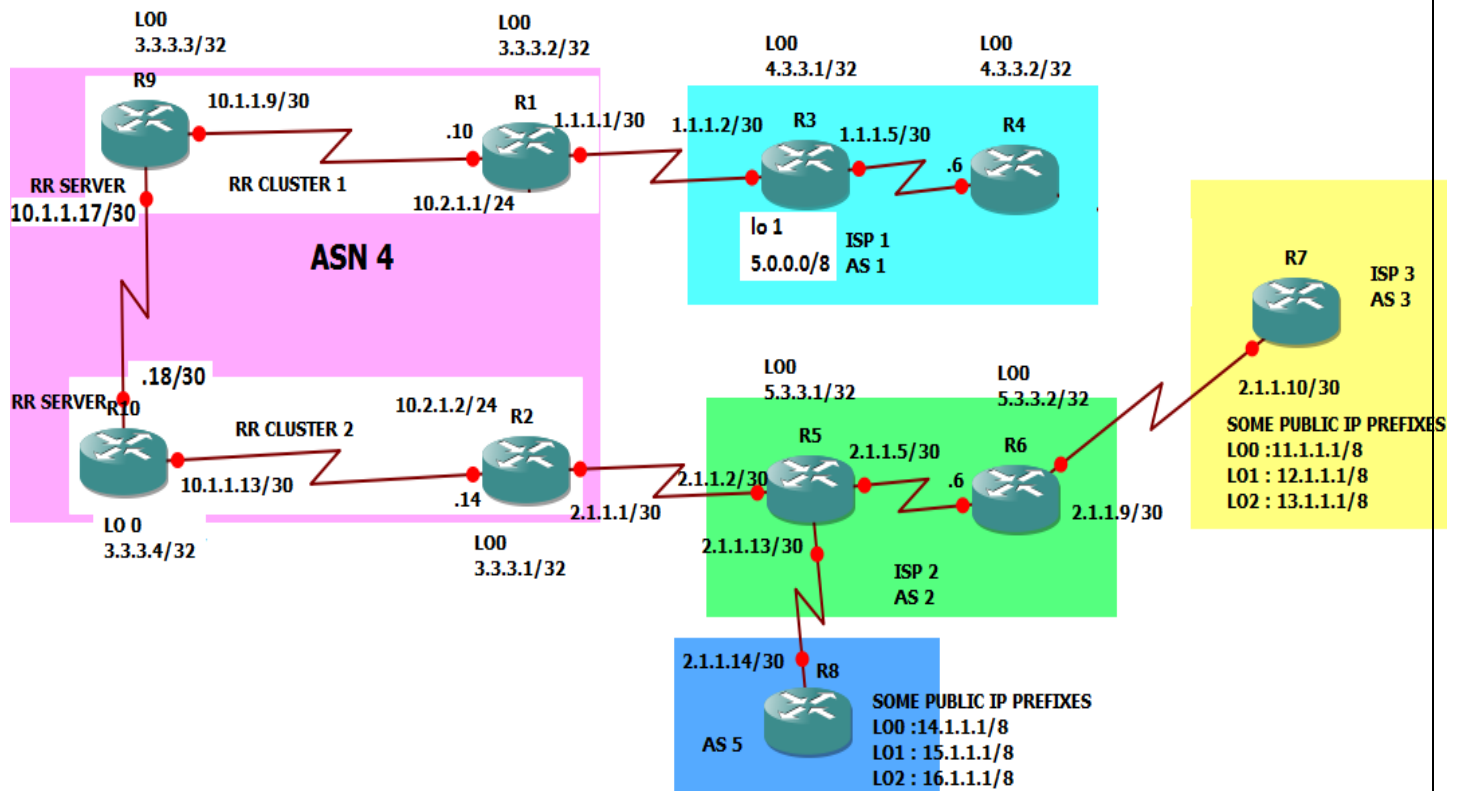 LO0
3.3.3.3/32
R9
10.1.1.9/30
RR SERVER
10.1.1.17/30
RR CLUSTER 1
LO0
3.3.3.2/32
R1
.10
1.1.1.1/30
10.2.1.1/24
ASN 4
LO0
4.3.3.1/32
1.1.1.2/30
R3
1.1.1.5/30
LO0
4.3.3.2/32
R4
.6
lo 1
5.0.0.0/8
ISP 1
AS 1
R7
ISP 3
AS 3
2.1.1.10/30
SOME PUBLIC IP PREFIXES
LO0 :11.1.1.1/8
LO1 : 12.1.1.1/8
LO2 : 13.1.1.1/8
.18/30
RR SERVER
R10
RR CLUSTER 2
10.1.1.13/30
LO 0
3.3.3.4/32
10.2.1.2/24
R2
.14
2.1.1.1/30
LO0
3.3.3.1/32
LO0
5.3.3.1/32
R5
2.1.1.2/30
2.1.1.5/30
2.1.1.13/30
LO0
5.3.3.2/32
R6
.6
2.1.1.9/30
ISP 2
AS 2
2.1.1.14/30
R8
AS 5
SOME PUBLIC IP PREFIXES
LO0 :14.1.1.1/8
LO1 : 15.1.1.1/8
LO2 : 16.1.1.1/8